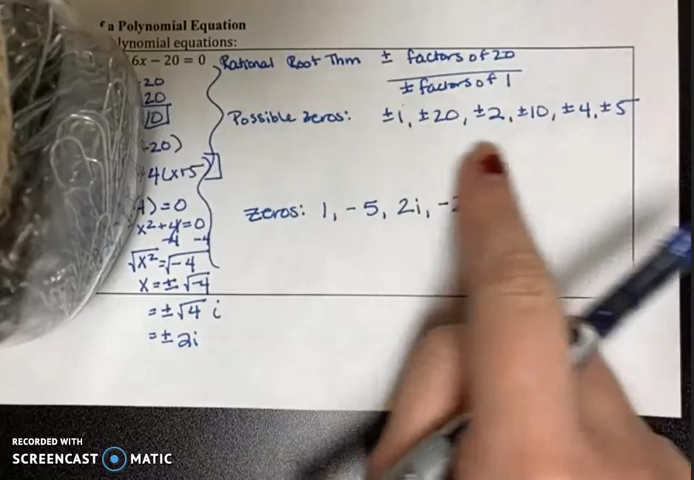 f a Polynomial Equation
lynomial equations:
6x − 20 = 0 Rational Root Thm ± factors of 20
± factors of 1
-20
20
10
Possible zeros: ±1, ±20, ±2, ±10, ±4, ±5
-20)
4(x+5)]
4) = 0
zeros: 1, -5, 2i, -2
x²+4=0
-4 -4
√x² = √-4
x = ± √-4
= ± √4 i
= ± 2i
RECORDED WITH
SCREENCAST MATIC